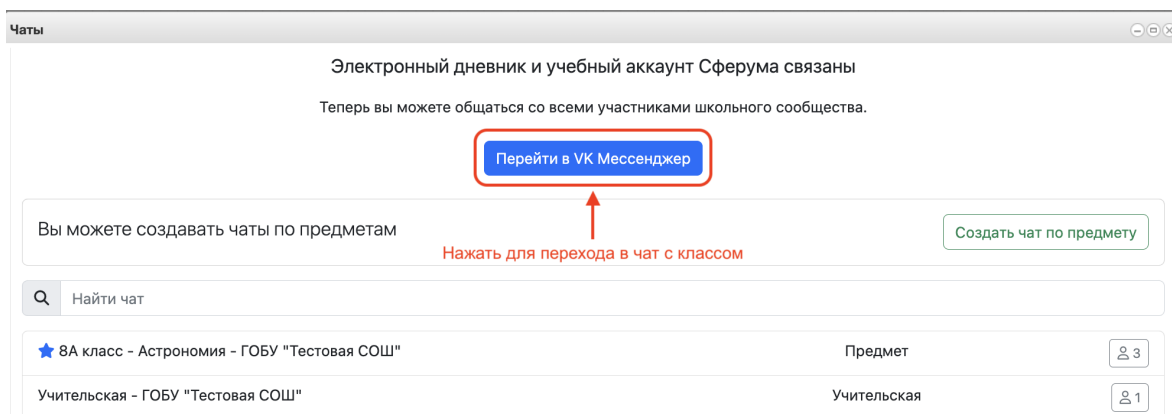 Чаты
Электронный дневник и учебный аккаунт Сферума связаны
Теперь вы можете общаться со всеми участниками школьного сообщества.
Перейти в VK Мессенджер
Вы можете создавать чаты по предметам
Создать чат по предмету
Нажать для перехода в чат с классом
Найти чат
8А класс - Астрономия - ГОБУ "Тестовая СОШ" Предмет 3
Учительская - ГОБУ "Тестовая СОШ" Учительская 1